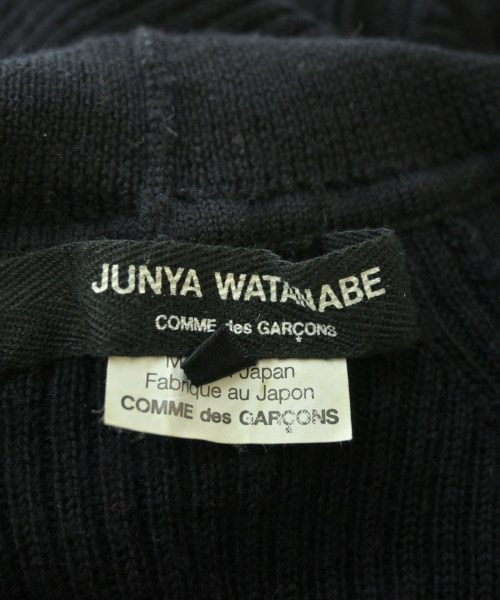 JUNYA WATANABE
COMME des GARÇONS
Japan
Fabrique au Japon
COMME des GARÇONS